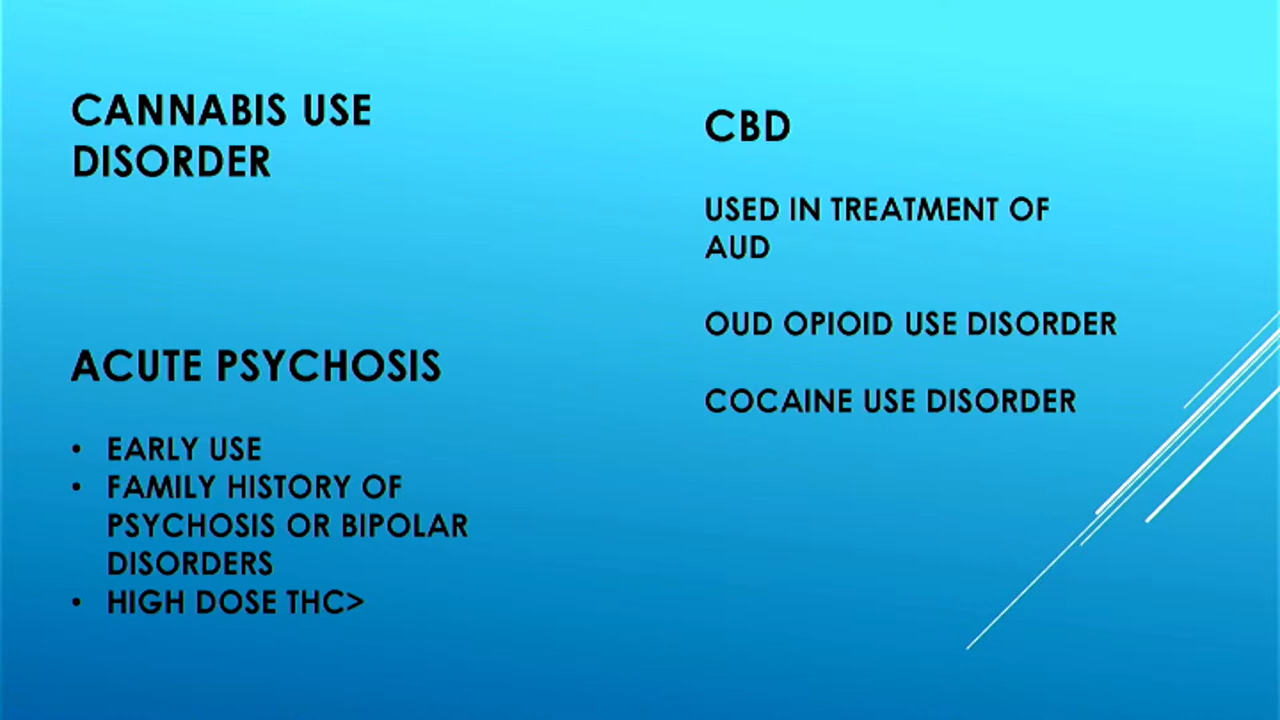 CANNABIS USE
DISORDER
ACUTE PSYCHOSIS
• EARLY USE
• FAMILY HISTORY OF
PSYCHOSIS OR BIPOLAR
DISORDERS
• HIGH DOSE THC>
CBD
USED IN TREATMENT OF
AUD
OUD OPIOID USE DISORDER
COCAINE USE DISORDER